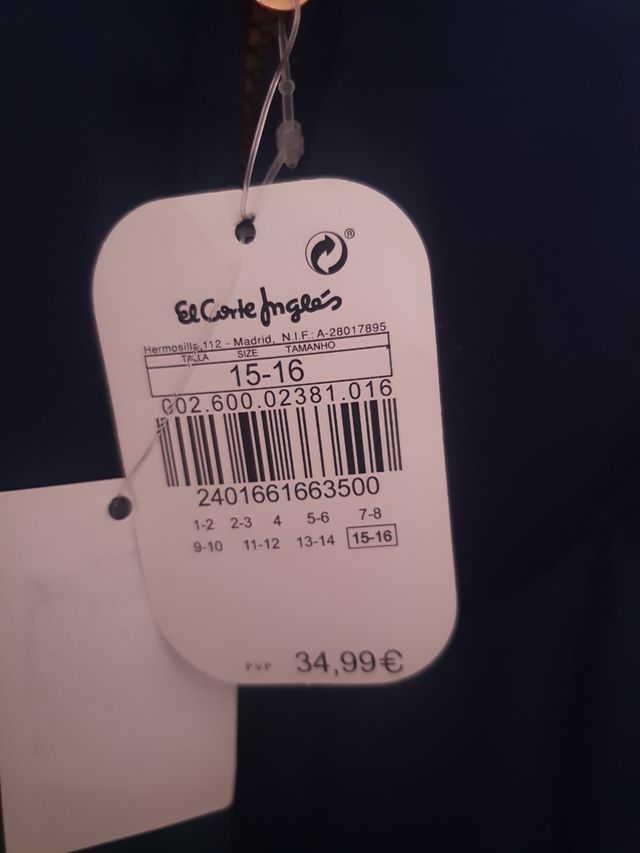 ®
El Corte Inglés
Hermosilla,112 - Madrid, N.I.F.: A-28017895
TALLA SIZE TAMANHO
15-16
002.600.02381.016
2401661663500
1-2 2-3 4 5-6 7-8
9-10 11-12 13-14 15-16
PVP 34,99€